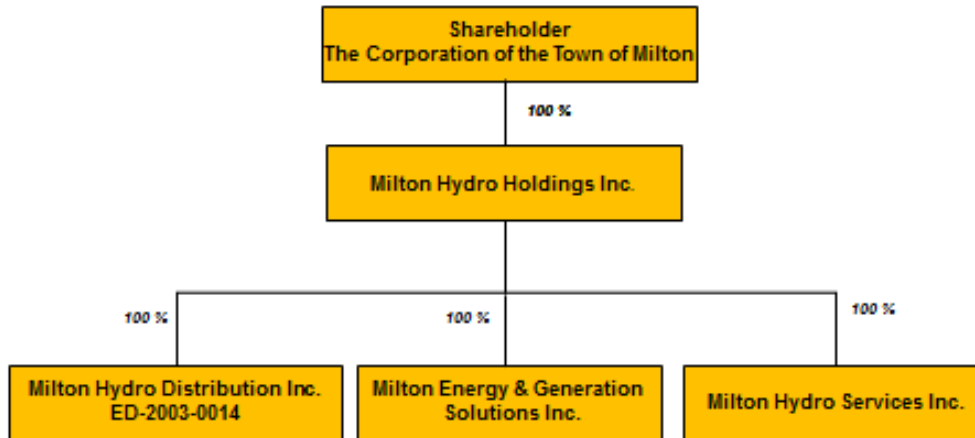 Shareholder
The Corporation of the Town of Milton
100 %
Milton Hydro Holdings Inc.
100 %
100 %
100 %
Milton Hydro Distribution Inc.
ED-2003-0014
Milton Energy & Generation
Solutions Inc.
Milton Hydro Services Inc.